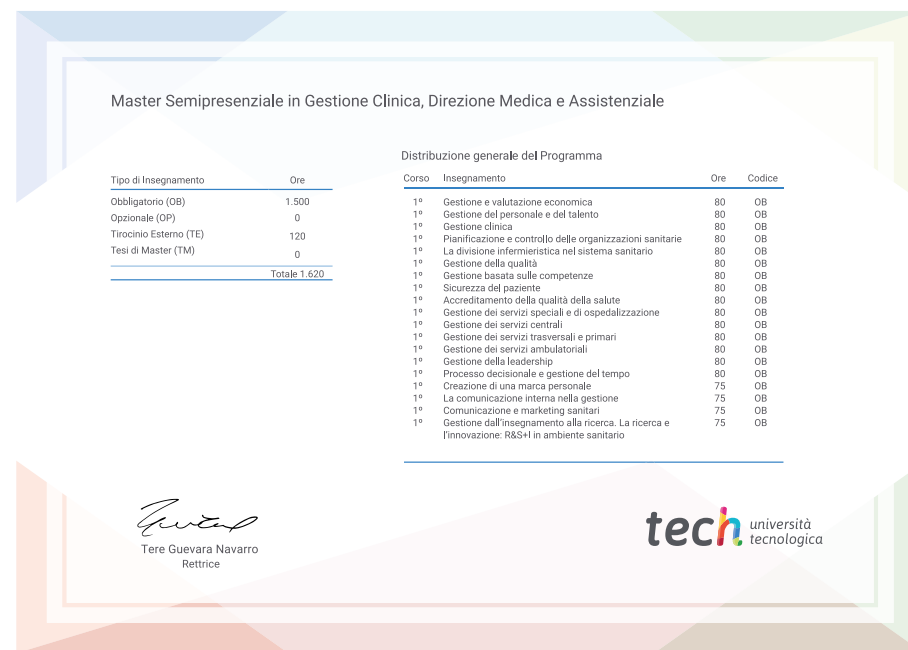 Master Semipresenziale in Gestione Clinica, Direzione Medica e Assistenziale
Tipo di Insegnamento Ore
Obbligatorio (OB) 1.500
Opzionale (OP) 0
Tirocinio Esterno (TE) 120
Tesi di Master (TM) 0
Totale 1.620
Distribuzione generale del Programma
Corso Insegnamento Ore Codice
1º Gestione e valutazione economica 80 OB
1º Gestione del personale e del talento 80 OB
1º Gestione clinica 80 OB
1º Pianificazione e controllo delle organizzazioni sanitarie 80 OB
1º La divisione infermieristica nel sistema sanitario 80 OB
1º Gestione della qualità 80 OB
1º Gestione basata sulle competenze 80 OB
1º Sicurezza del paziente 80 OB
1º Accreditamento della qualità della salute 80 OB
1º Gestione dei servizi speciali e di ospedalizzazione 80 OB
1º Gestione dei servizi centrali 80 OB
1º Gestione dei servizi trasversali e primari 80 OB
1º Gestione dei servizi ambulatoriali 80 OB
1º Gestione della leadership 80 OB
1º Processo decisionale e gestione del tempo 80 OB
1º Creazione di una marca personale 75 OB
1º La comunicazione interna nella gestione 75 OB
1º Comunicazione e marketing sanitari 75 OB
1º Gestione dall'insegnamento alla ricerca. La ricerca e 75 OB
l'innovazione: R&S+I in ambiente sanitario
Tere Guevara Navarro
Rettrice
tech università
tecnologica